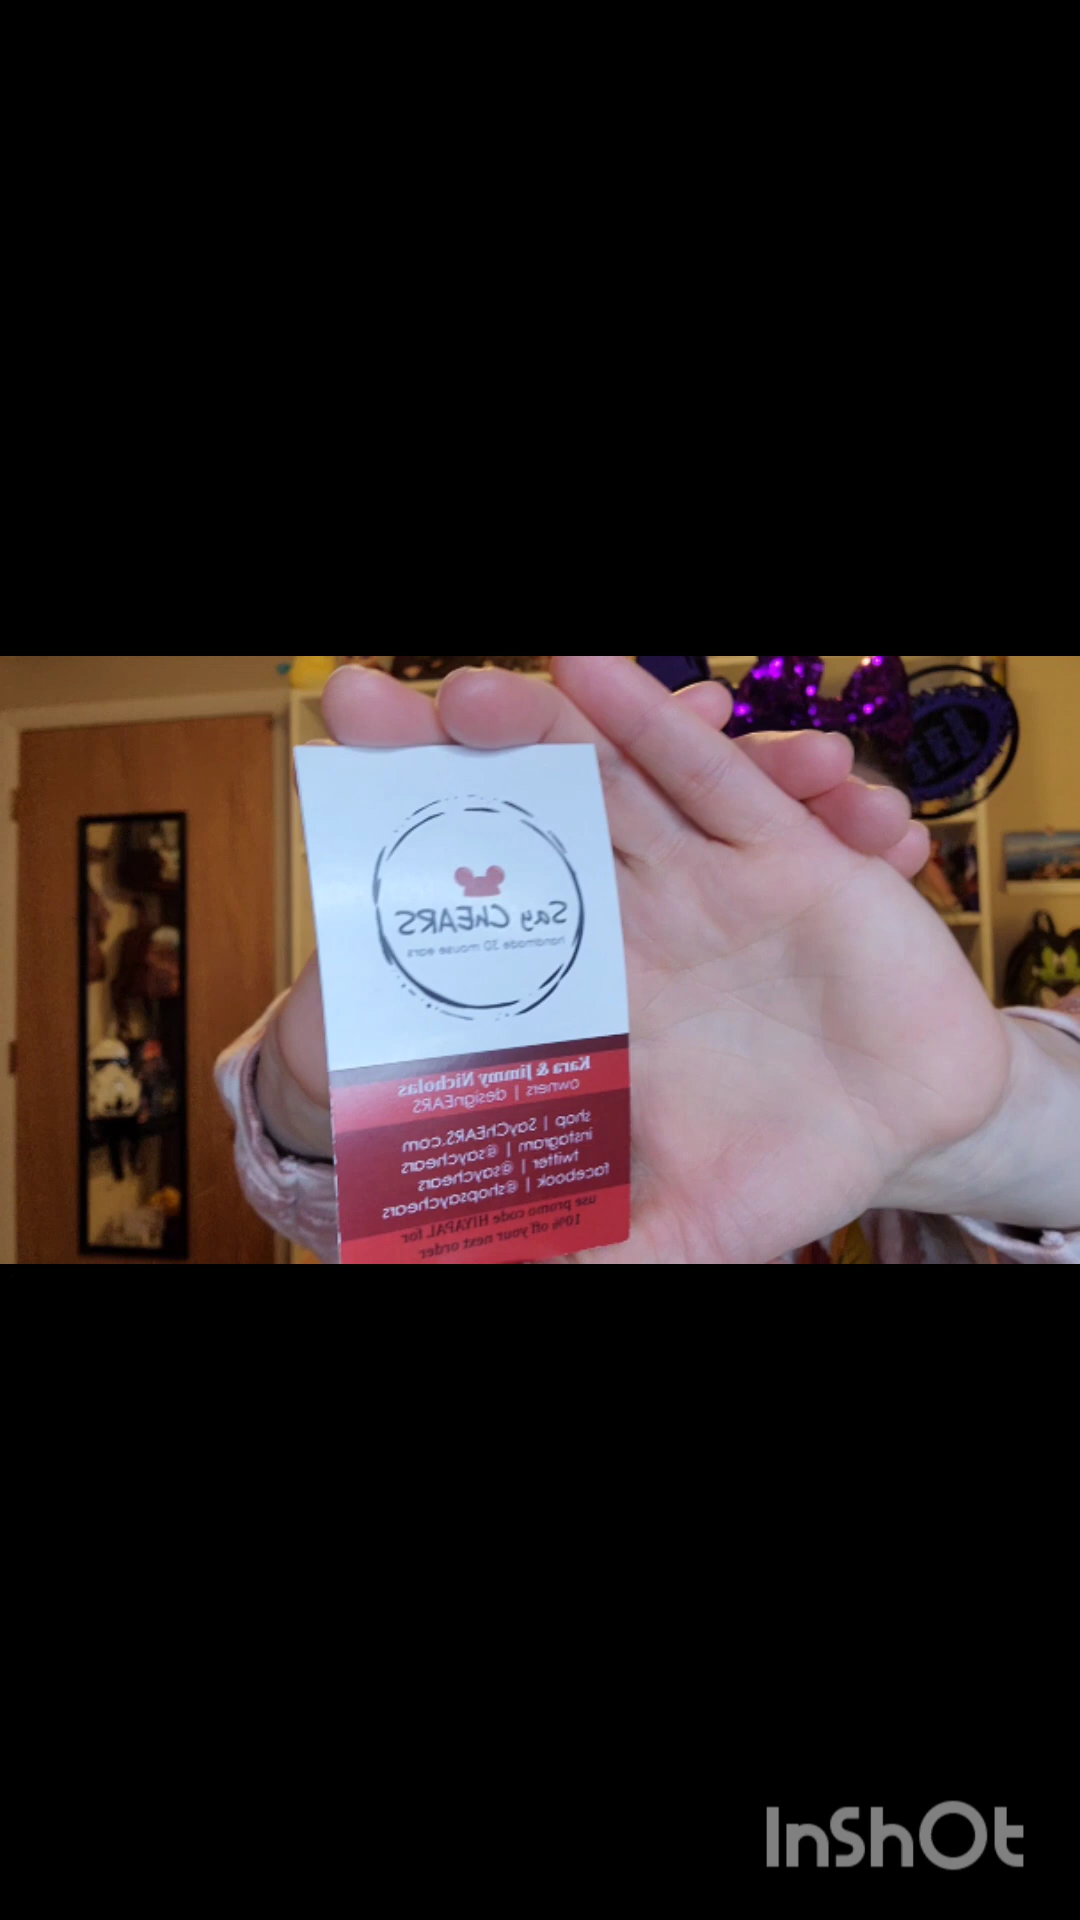 Say ChEARS
handmade 3D mouse ears
Kara & Jimmy Nicholas
owners | designEARS
shop | SayChEARS.com
instagram | @saychears
twitter | @saychears
facebook | @shopsaychears
use promo code HIYAPAL for
10% off your next order
InShOt